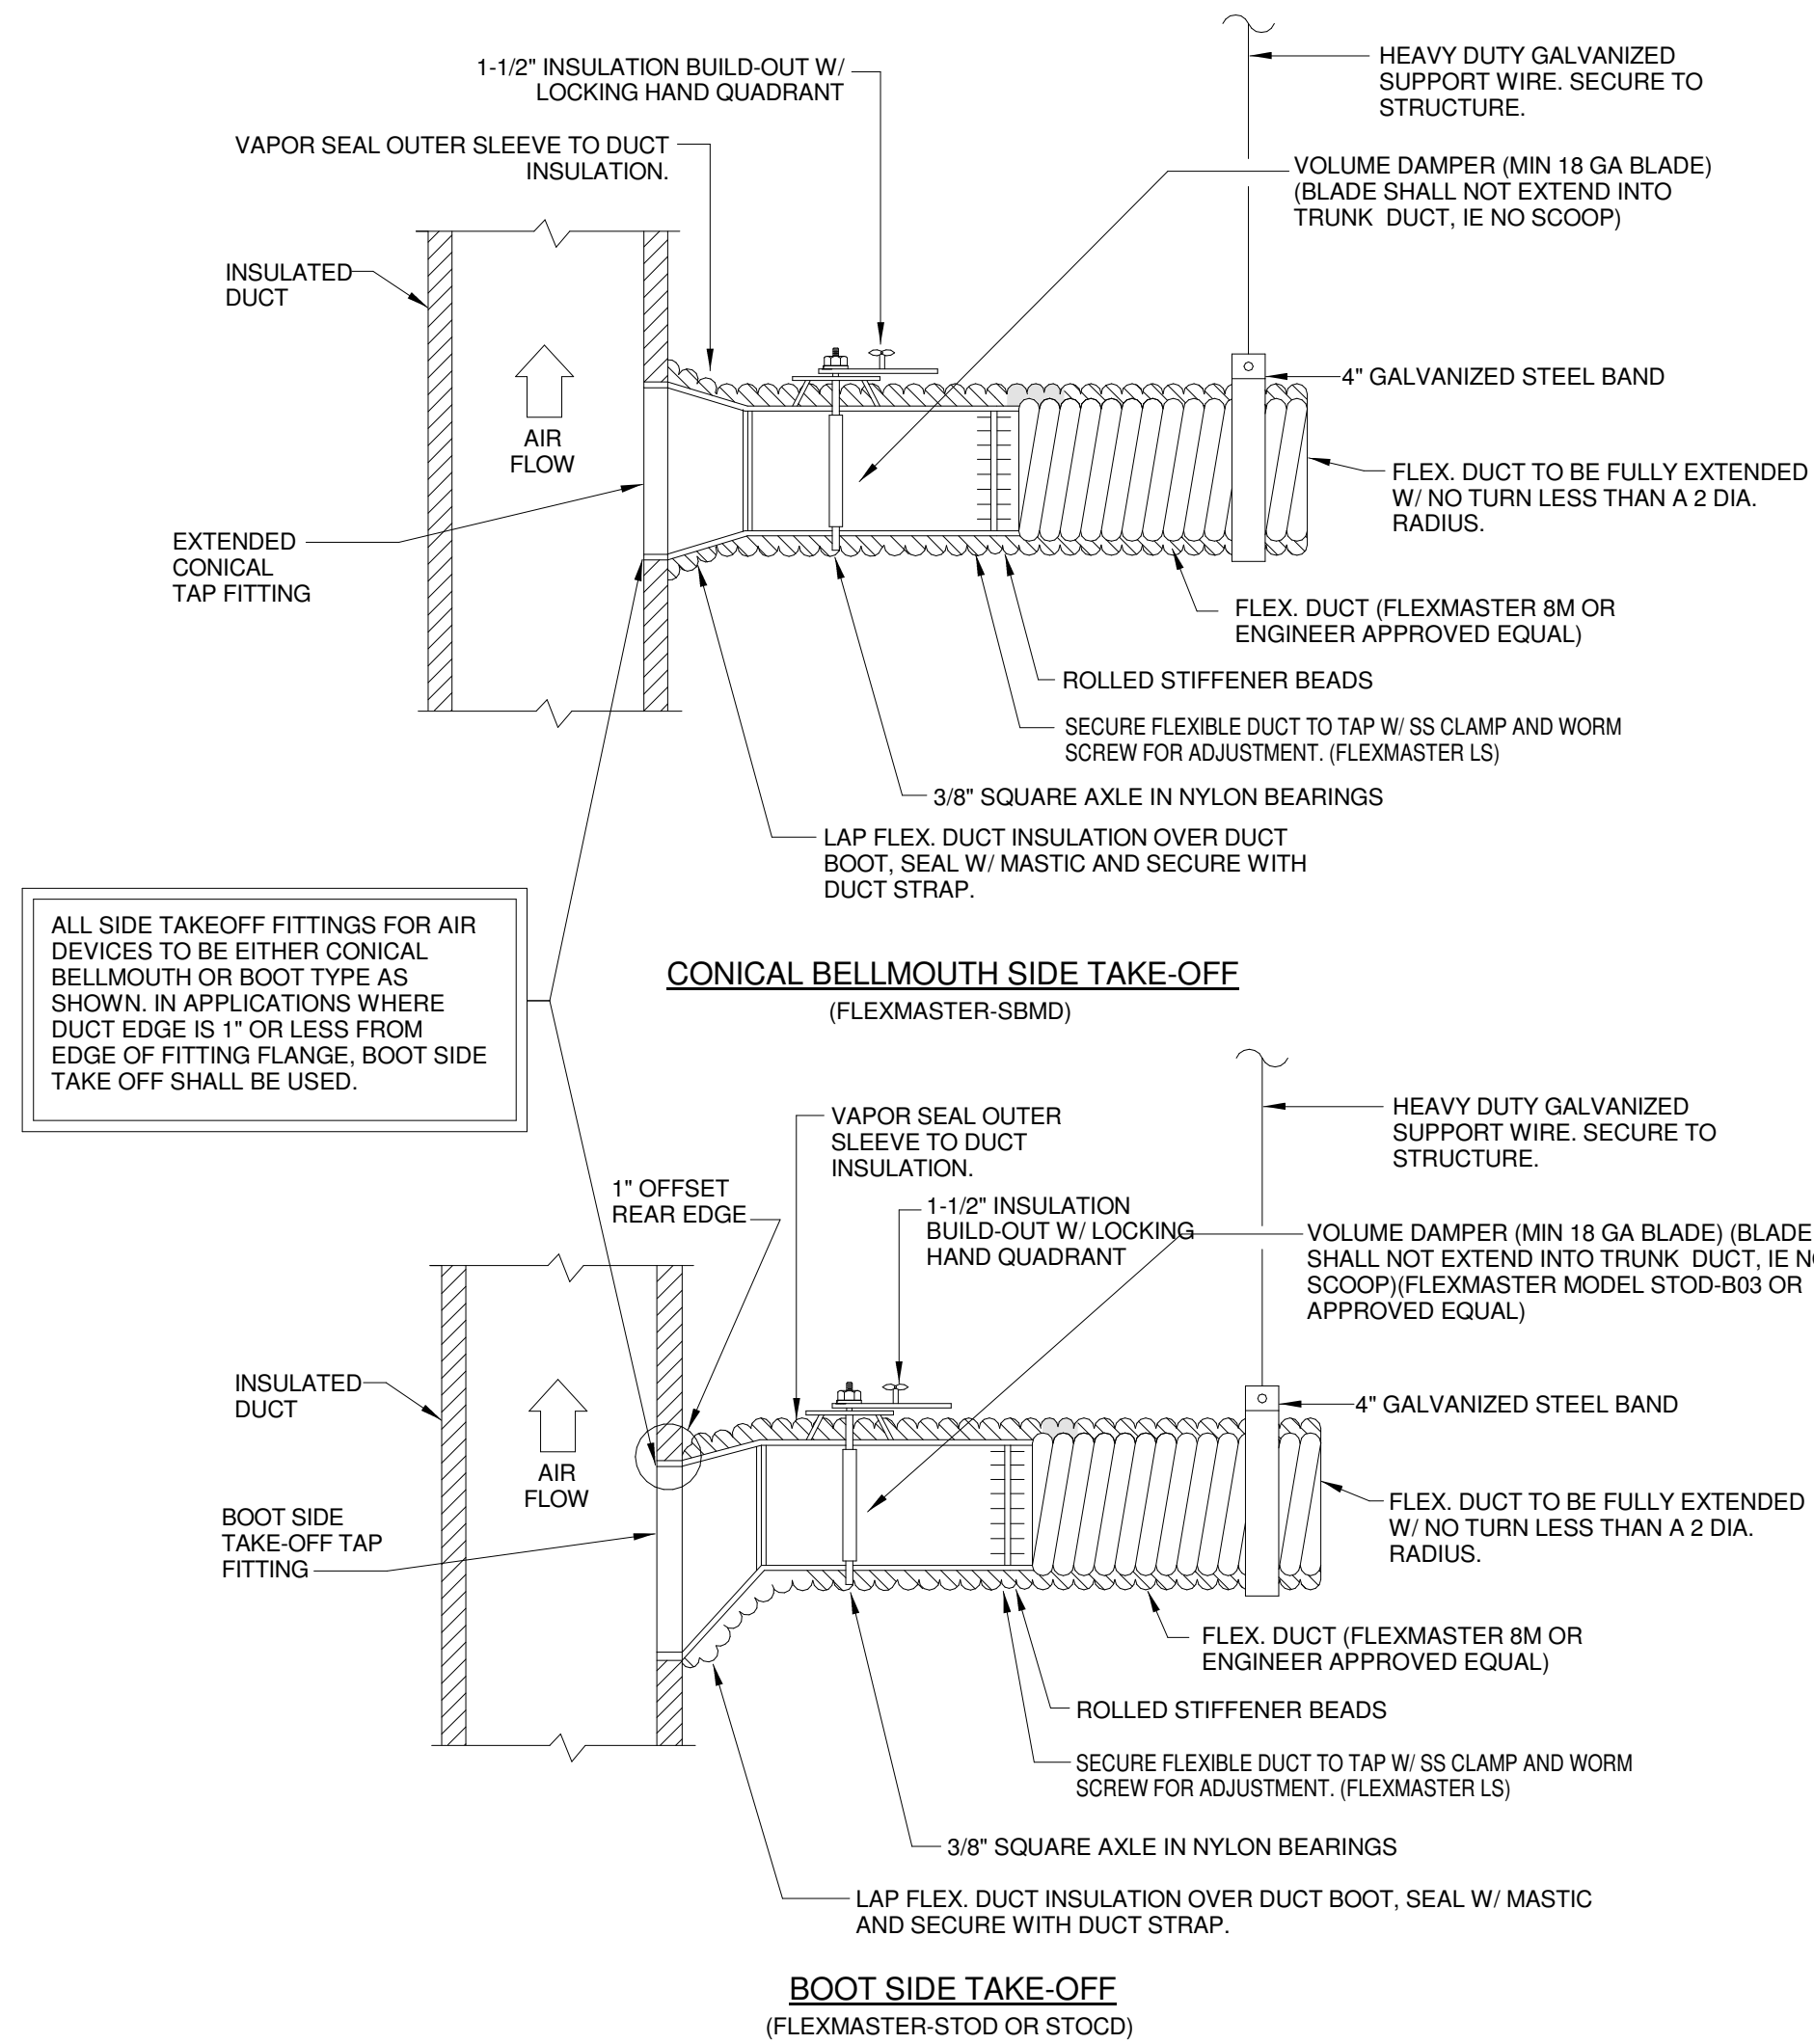 1-1/2" INSULATION BUILD-OUT W/
LOCKING HAND QUADRANT
HEAVY DUTY GALVANIZED
SUPPORT WIRE. SECURE TO
STRUCTURE.
VAPOR SEAL OUTER SLEEVE TO DUCT
INSULATION.
VOLUME DAMPER (MIN 18 GA BLADE)
(BLADE SHALL NOT EXTEND INTO
TRUNK DUCT, IE NO SCOOP)
INSULATED
DUCT
4" GALVANIZED STEEL BAND
AIR
FLOW
FLEX. DUCT TO BE FULLY EXTENDED
W/ NO TURN LESS THAN A 2 DIA.
RADIUS.
EXTENDED
CONICAL
TAP FITTING
FLEX. DUCT (FLEXMASTER 8M OR
ENGINEER APPROVED EQUAL)
ROLLED STIFFENER BEADS
SECURE FLEXIBLE DUCT TO TAP W/ SS CLAMP AND WORM
SCREW FOR ADJUSTMENT. (FLEXMASTER LS)
3/8" SQUARE AXLE IN NYLON BEARINGS
LAP FLEX. DUCT INSULATION OVER DUCT
BOOT, SEAL W/ MASTIC AND SECURE WITH
DUCT STRAP.
ALL SIDE TAKEOFF FITTINGS FOR AIR
DEVICES TO BE EITHER CONICAL
BELLMOUTH OR BOOT TYPE AS
SHOWN. IN APPLICATIONS WHERE
DUCT EDGE IS 1" OR LESS FROM
EDGE OF FITTING FLANGE, BOOT SIDE
TAKE OFF SHALL BE USED.
CONICAL BELLMOUTH SIDE TAKE-OFF
(FLEXMASTER-SBMD)
VAPOR SEAL OUTER
SLEEVE TO DUCT
INSULATION.
HEAVY DUTY GALVANIZED
SUPPORT WIRE. SECURE TO
STRUCTURE.
1" OFFSET
REAR EDGE
1-1/2" INSULATION
BUILD-OUT W/ LOCKING
HAND QUADRANT
VOLUME DAMPER (MIN 18 GA BLADE) (BLADE
SHALL NOT EXTEND INTO TRUNK DUCT, IE
SCOOP)(FLEXMASTER MODEL STOD-B03 OR
APPROVED EQUAL)
INSULATED
DUCT
4" GALVANIZED STEEL BAND
AIR
FLOW
FLEX. DUCT TO BE FULLY EXTENDED
W/ NO TURN LESS THAN A 2 DIA.
RADIUS.
BOOT SIDE
TAKE-OFF TAP
FITTING
FLEX. DUCT (FLEXMASTER 8M OR
ENGINEER APPROVED EQUAL)
ROLLED STIFFENER BEADS
SECURE FLEXIBLE DUCT TO TAP W/ SS CLAMP AND WORM
SCREW FOR ADJUSTMENT. (FLEXMASTER LS)
3/8" SQUARE AXLE IN NYLON BEARINGS
LAP FLEX. DUCT INSULATION OVER DUCT BOOT, SEAL W/ MASTIC
AND SECURE WITH DUCT STRAP.
BOOT SIDE TAKE-OFF
(FLEXMASTER-STOD OR STOCD)